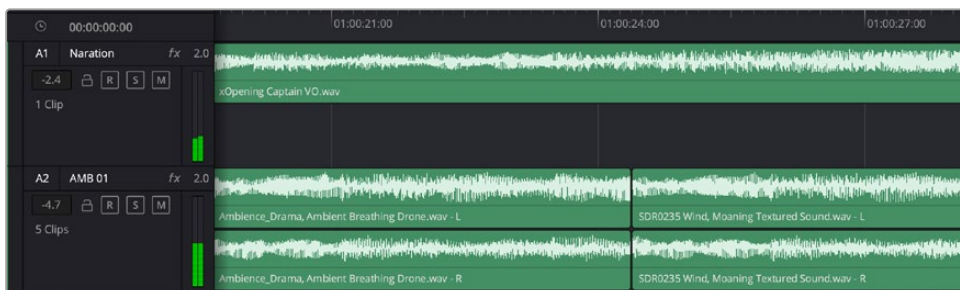 00:00:00:00 01:00:21:00 01:00:24:00 01:00:27:00
A1 Naration fx 2.0
-2.4 R S M
xOpening Captain VO.wav
1 Clip
A2 AMB 01 fx 2.0
-4.7 R S M
Ambience_Drama, Ambient Breathing Drone.wav - L SDR0235 Wind, Moaning Textured Sound.wav - L
5 Clips
Ambience_Drama, Ambient Breathing Drone.wav - R SDR0235 Wind, Moaning Textured Sound.wav - R